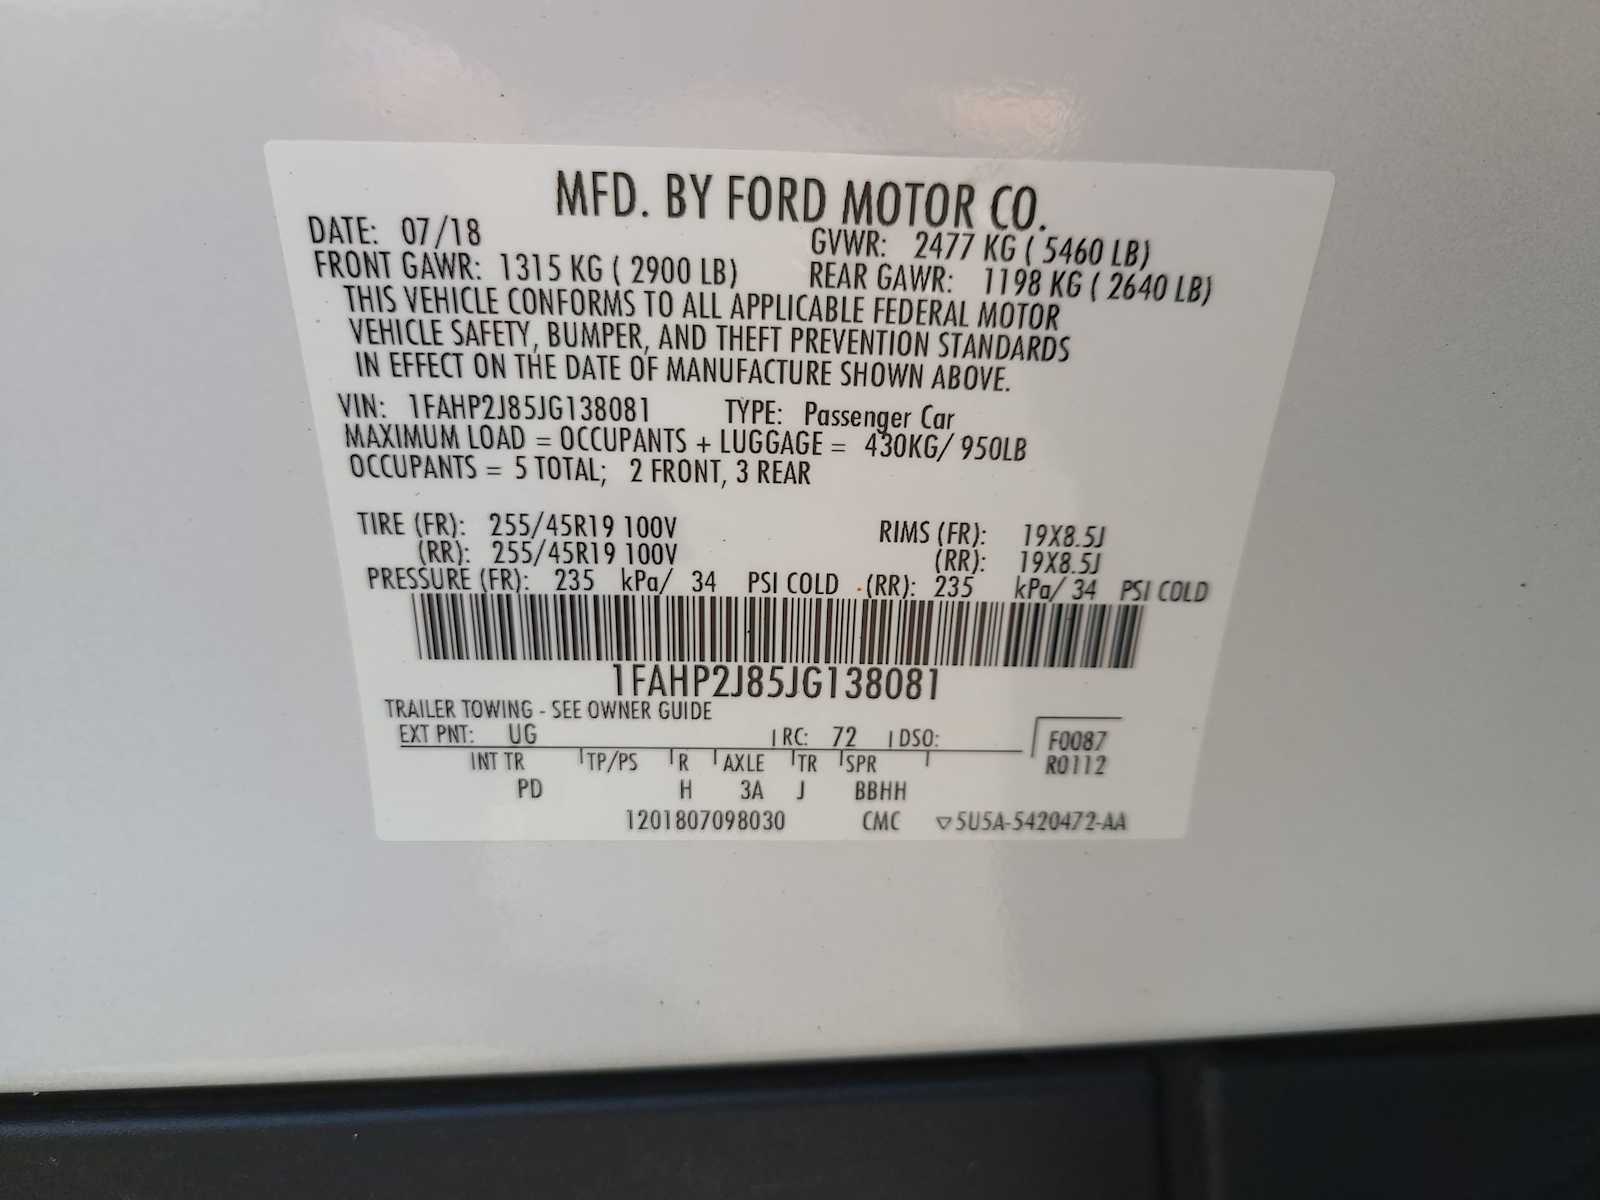 MFD. BY FORD MOTOR CO.
DATE: 07/18 GVWR: 2477 KG ( 5460 LB)
FRONT GAWR: 1315 KG ( 2900 LB) REAR GAWR: 1198 KG ( 2640 LB)
THIS VEHICLE CONFORMS TO ALL APPLICABLE FEDERAL MOTOR
VEHICLE SAFETY, BUMPER, AND THEFT PREVENTION STANDARDS
IN EFFECT ON THE DATE OF MANUFACTURE SHOWN ABOVE.
VIN: 1FAHP2J85JG138081 TYPE: Passenger Car
MAXIMUM LOAD = OCCUPANTS + LUGGAGE = 430KG/ 950LB
OCCUPANTS = 5 TOTAL; 2 FRONT, 3 REAR
TIRE (FR): 255/45R19 100V RIMS (FR): 19X8.5J
(RR): 255/45R19 100V (RR): 19X8.5J
PRESSURE (FR): 235 kPa/ 34 PSI COLD (RR): 235 kPa/ 34 PSI COLD
1FAHP2J85JG138081
TRAILER TOWING - SEE OWNER GUIDE
EXT PNT: UG RC: 72 DSO: F0087
INT TR TP/PS R AXLE TR SPR R0112
PD H 3A J BBHH
1201807098030 CMC ▽5U5A-5420472-AA